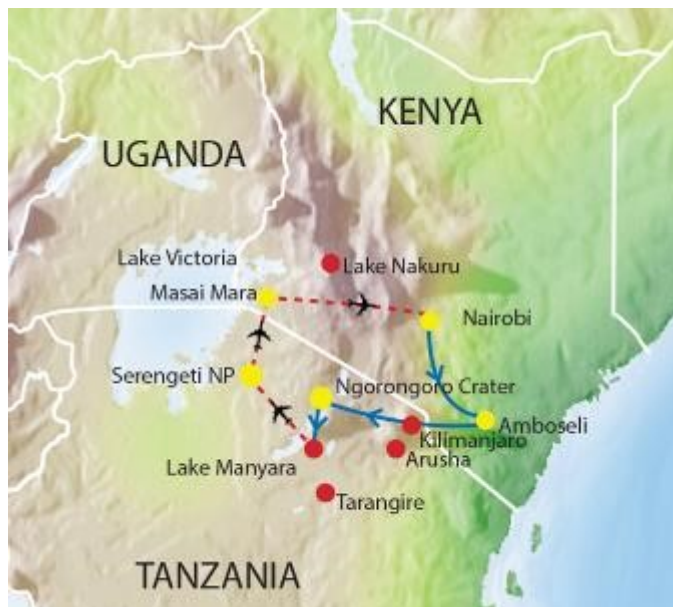 KENYA
UGANDA
Lake Victoria
Lake Nakuru
Masai Mara
Nairobi
Serengeti NP
Ngorongoro Crater
Amboseli
Kilimanjaro
Lake Manyara
Arusha
Tarangire
TANZANIA